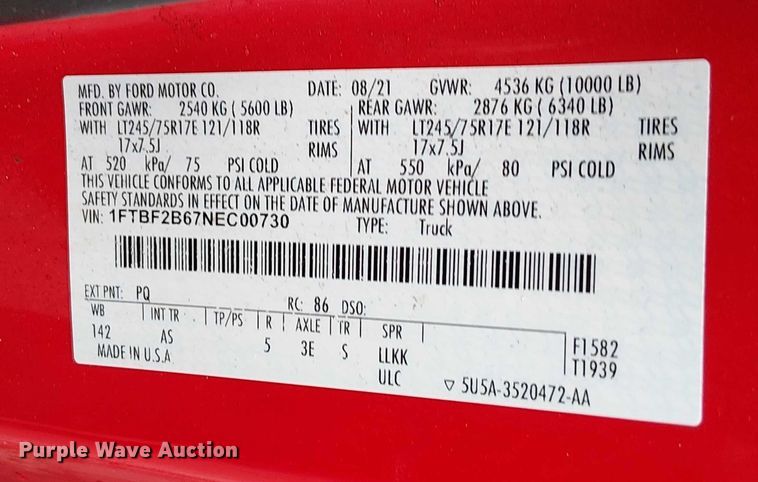 MFD. BY FORD MOTOR CO. DATE: 08/21 GVWR: 4536 KG (10000 LB)
FRONT GAWR: 2540 KG ( 5600 LB) REAR GAWR: 2876 KG ( 6340 LB)
WITH LT245/75R17E 121/118R TIRES WITH LT245/75R17E 121/118R TIRES
17x7.5J RIMS 17x7.5J RIMS
AT 520 kPa/ 75 PSI COLD AT 550 kPa/ 80 PSI COLD
THIS VEHICLE CONFORMS TO ALL APPLICABLE FEDERAL MOTOR VEHICLE
SAFETY STANDARDS IN EFFECT ON THE DATE OF MANUFACTURE SHOWN ABOVE.
VIN: 1FTBF2B67NEC00730 TYPE: Truck
EXT PNT: PQ RC: 86 DSO:
WB INT TR TP/PS R AXLE TR SPR
142 AS 5 3E S LLKK F1582
MADE IN U.S.A. ULC T1939
▽ 5U5A-3520472-AA
Purple Wave Auction